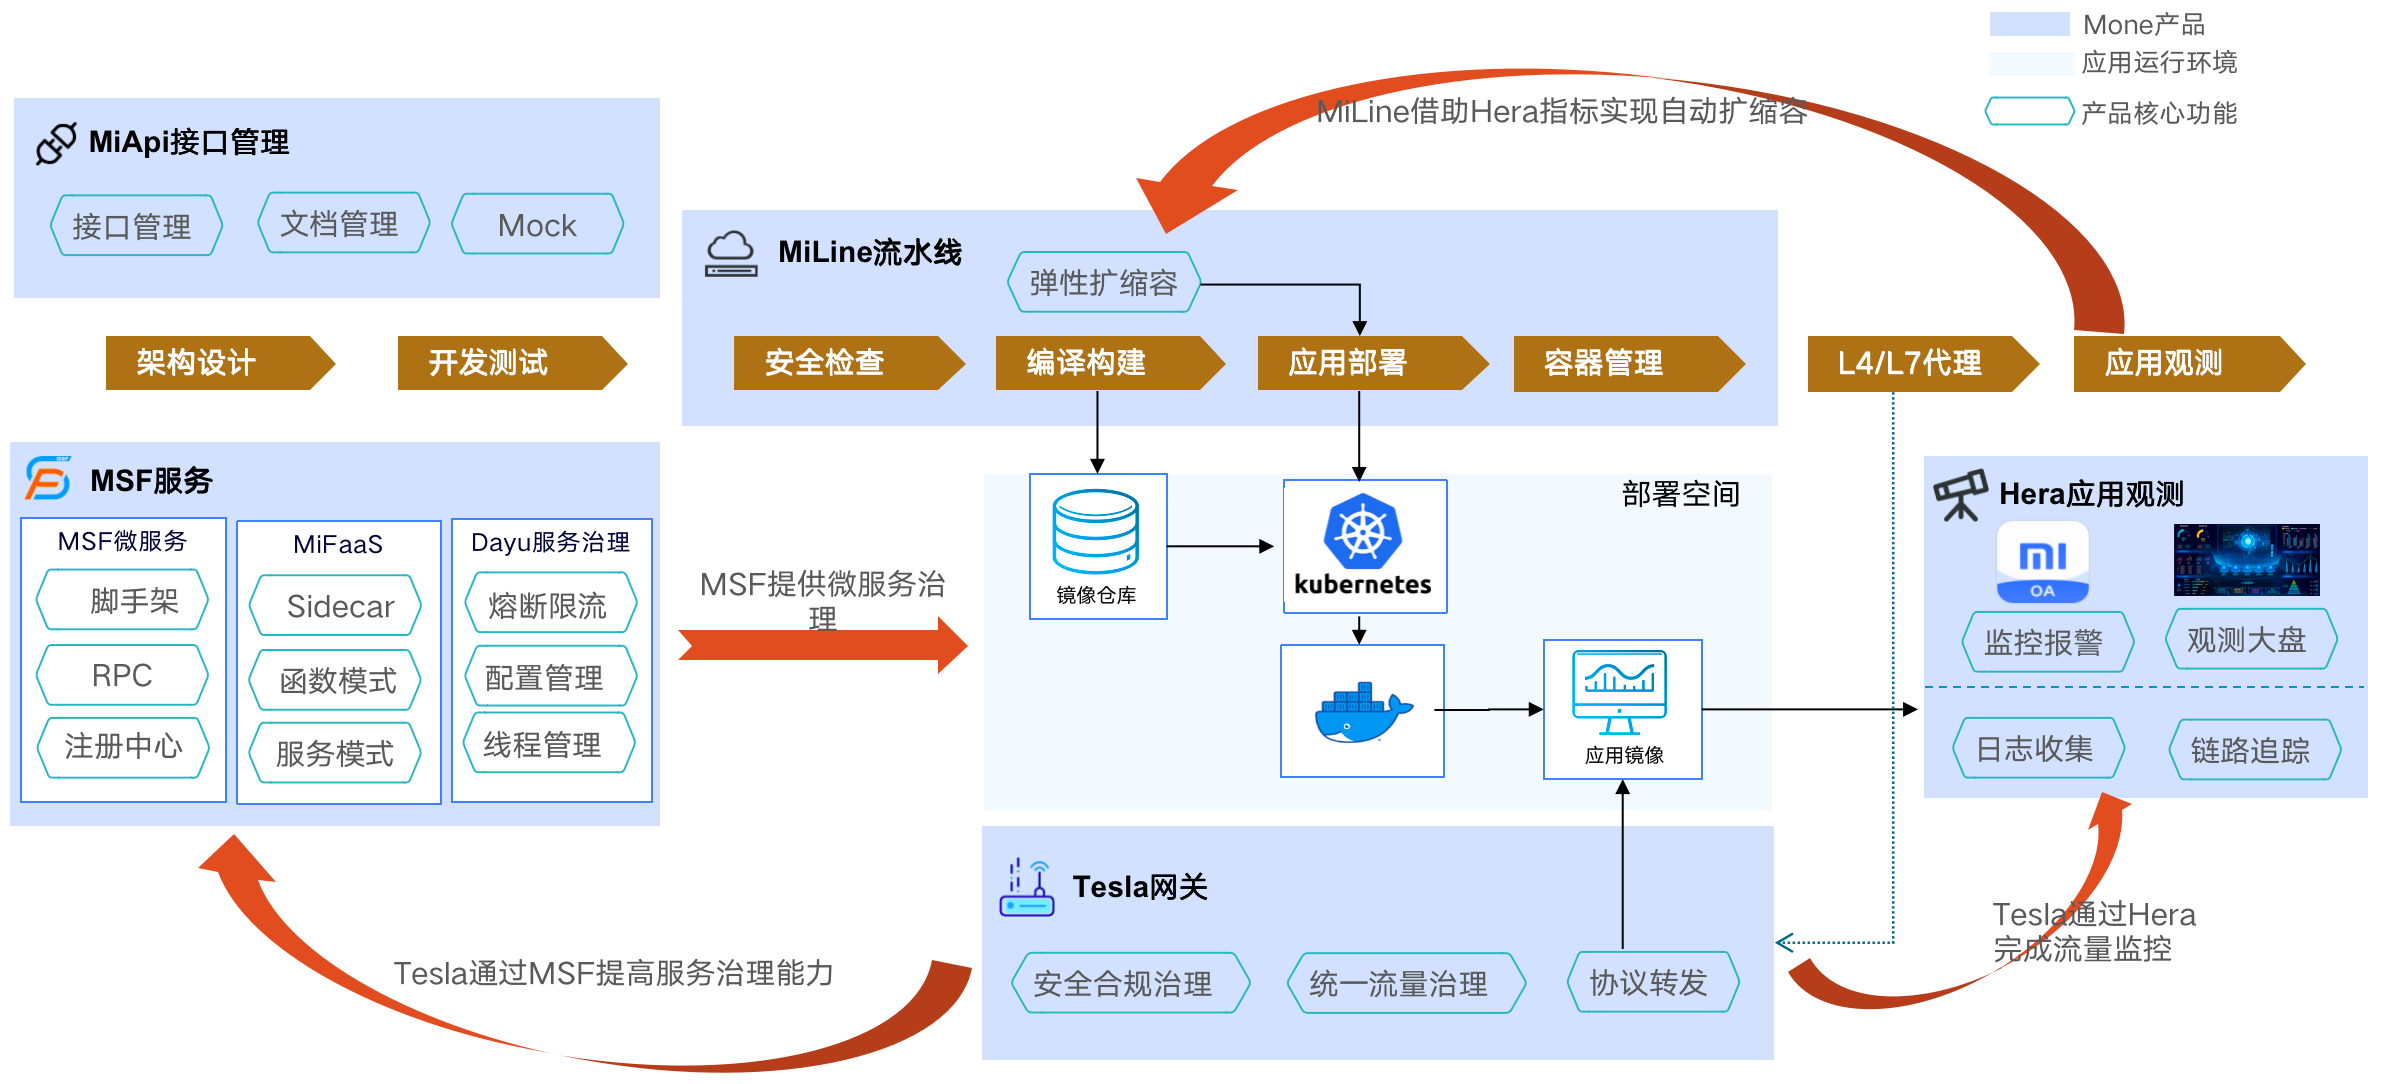 Mone产品
应用运行环境
产品核心功能
MiLine借助Hera指标实现自动扩缩容
MiApi接口管理
接口管理
文档管理
Mock
MiLine流水线
弹性扩缩容
架构设计
开发测试
安全检查
编译构建
应用部署
容器管理
L4/L7代理
应用观测
MSF服务
MSF微服务
脚手架
RPC
注册中心
MiFaaS
Sidecar
函数模式
服务模式
Dayu服务治理
熔断限流
配置管理
线程管理
MSF提供微服务治
理
部署空间
镜像仓库
kubernetes
应用镜像
Hera应用观测
MI
OA
监控报警
观测大盘
日志收集
链路追踪
Tesla网关
安全合规治理
统一流量治理
协议转发
Tesla通过MSF提高服务治理能力
Tesla通过Hera
完成流量监控